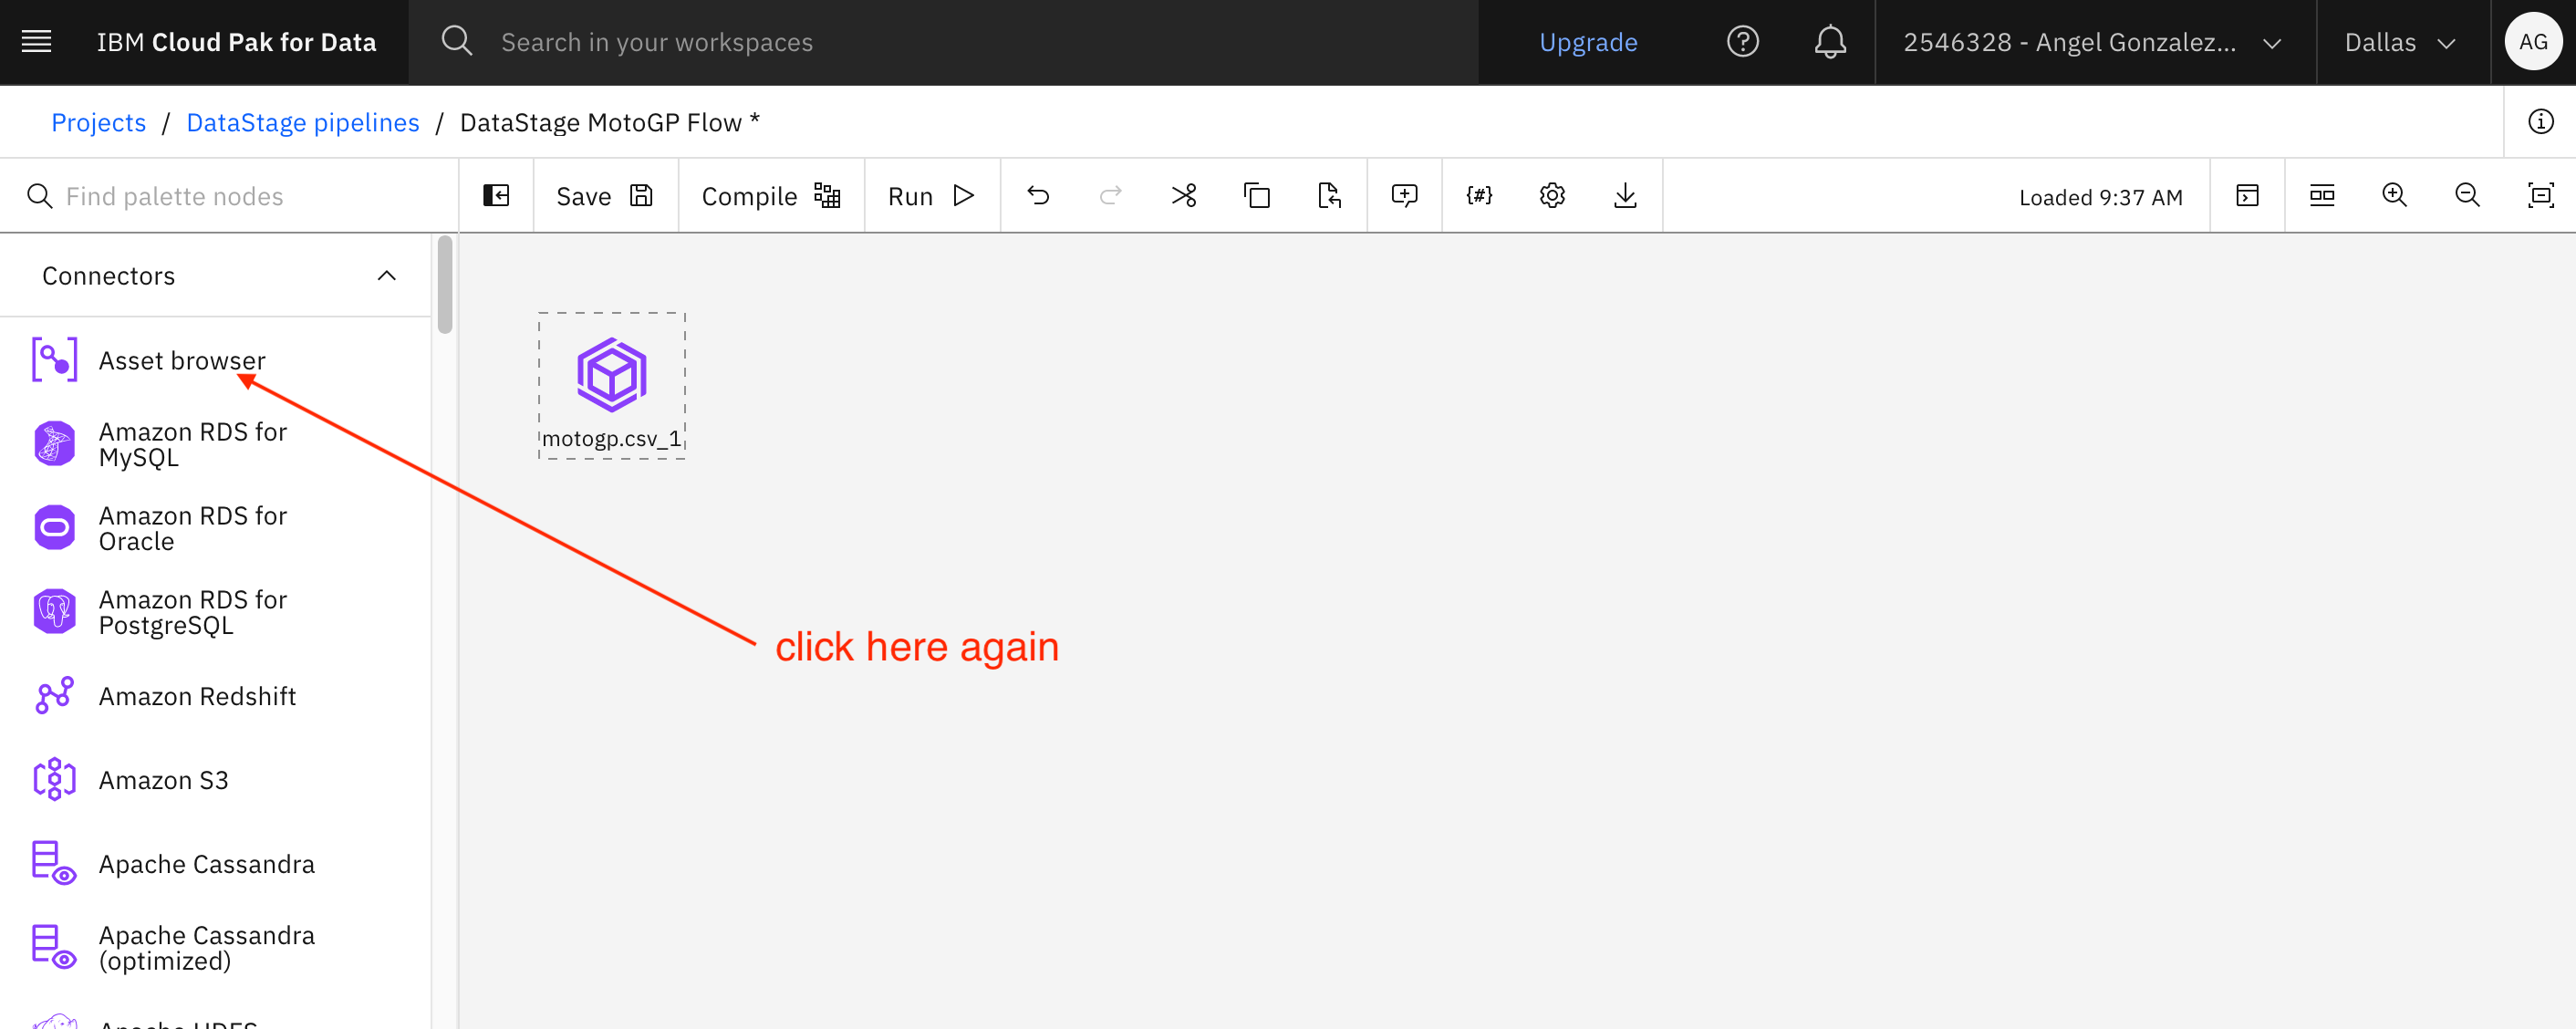 IBM Cloud Pak for Data
Search in your workspaces
Upgrade
2546328 - Angel Gonzalez...
Dallas
AG
Projects / DataStage pipelines / DataStage MotoGP Flow *
Find palette nodes
Save
Compile
Run
{#}
Loaded 9:37 AM
Connectors
Asset browser
Amazon RDS for
MySQL
Amazon RDS for
Oracle
Amazon RDS for
PostgreSQL
Amazon Redshift
Amazon S3
Apache Cassandra
Apache Cassandra
(optimized)
Apache HDFS
motogp.csv_1
click here again